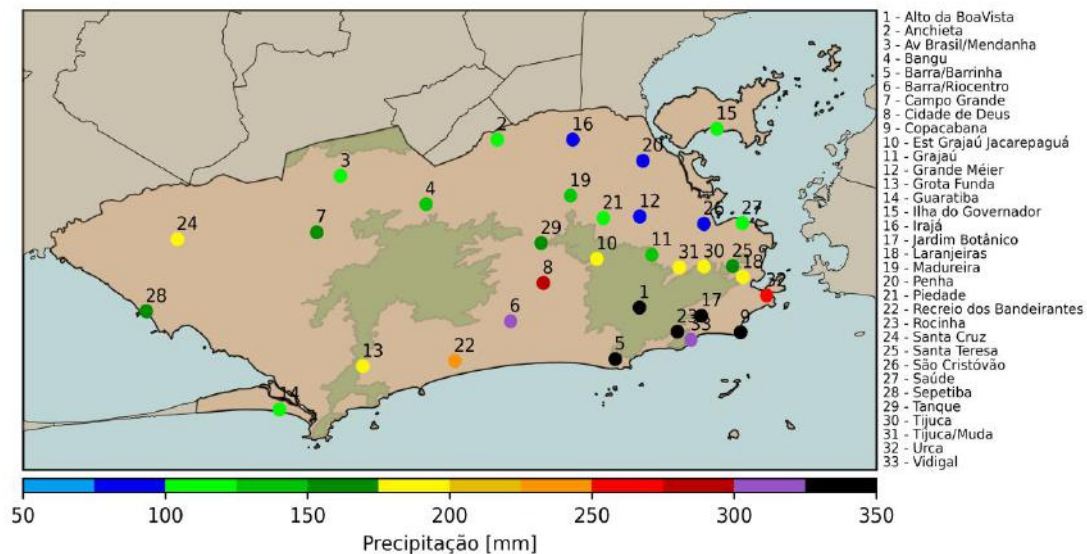 1 - Alto da BoaVista
2 - Anchieta
3 - Av Brasil/Mendanha
4 - Bangu
5 - Barra/Barrinha
6 - Barra/Riocentro
7 - Campo Grande
8 - Cidade de Deus
9 - Copacabana
10 - Est Grajaú Jacarepaguá
11 - Grajaú
12 - Grande Méier
13 - Grota Funda
14 - Guaratiba
15 - Ilha do Governador
16 - Irajá
17 - Jardim Botânico
18 - Laranjeiras
19 - Madureira
20 - Penha
21 - Piedade
22 - Recreio dos Bandeirantes
23 - Rocinha
24 - Santa Cruz
25 - Santa Teresa
26 - São Cristóvão
27 - Saúde
28 - Sepetiba
29 - Tanque
30 - Tijuca
31 - Tijuca/Muda
32 - Urca
33 - Vidigal
15
2 16
20
3
19
4
21 12 26 27
24 7
29
10 11 31 30 25
18
8
32
28 1 17
6 23 33 9
5
13 22
14
50 100 150 200 250 300 350
Precipitação [mm]